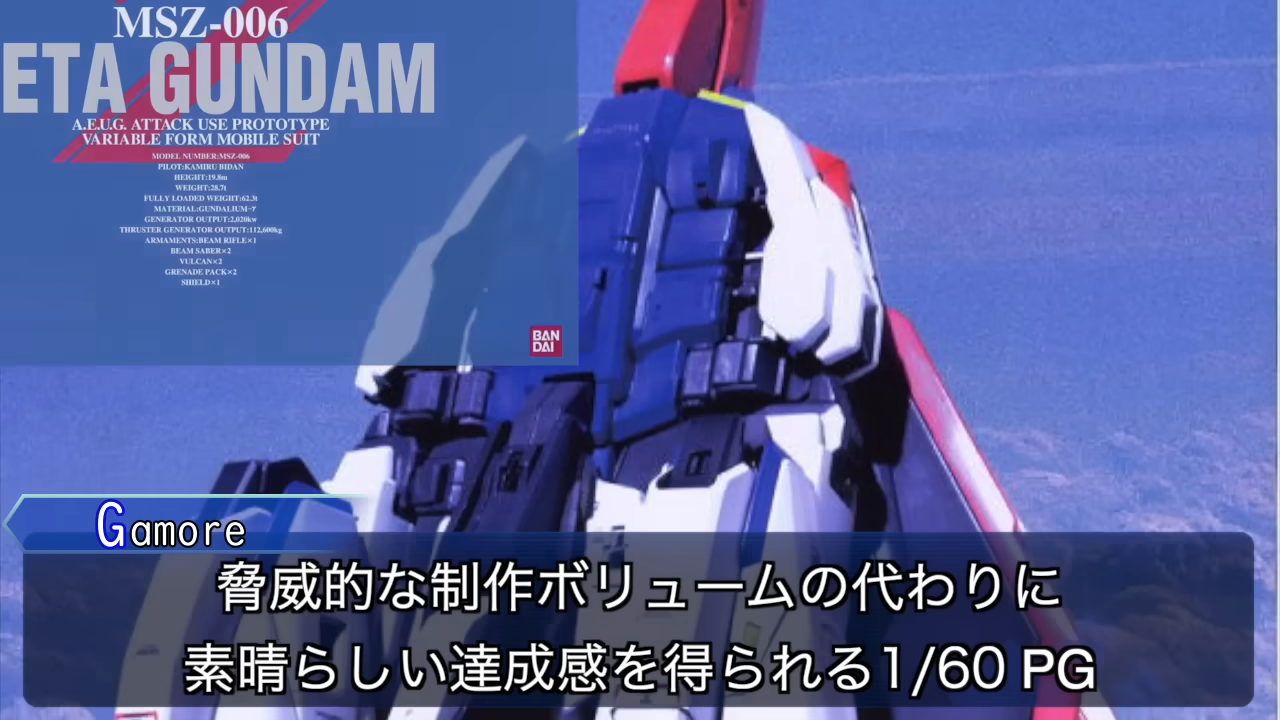 MSZ-006
ETA GUNDAM
A.E.U.G. ATTACK USE PROTOTYPE
VARIABLE FORM MOBILE SUIT
MODEL NUMBER:MSZ-006
PILOT:KAMIRU BIDAN
HEIGHT:19.8m
WEIGHT:28.7t
FULLY LOADED WEIGHT:62.3t
MATERIAL:GUNDALIUM-γ
GENERATOR OUTPUT:2,020kw
THRUSTER GENERATOR OUTPUT:112,600kg
ARMAMENTS:BEAM RIFLE×1
BEAM SABER×2
VULCAN×2
GRENADE PACK×2
SHIELD×1
BAN
DAI
Gamore
脅威的な制作ボリュームの代わりに
素晴らしい達成感を得られる1/60 PG